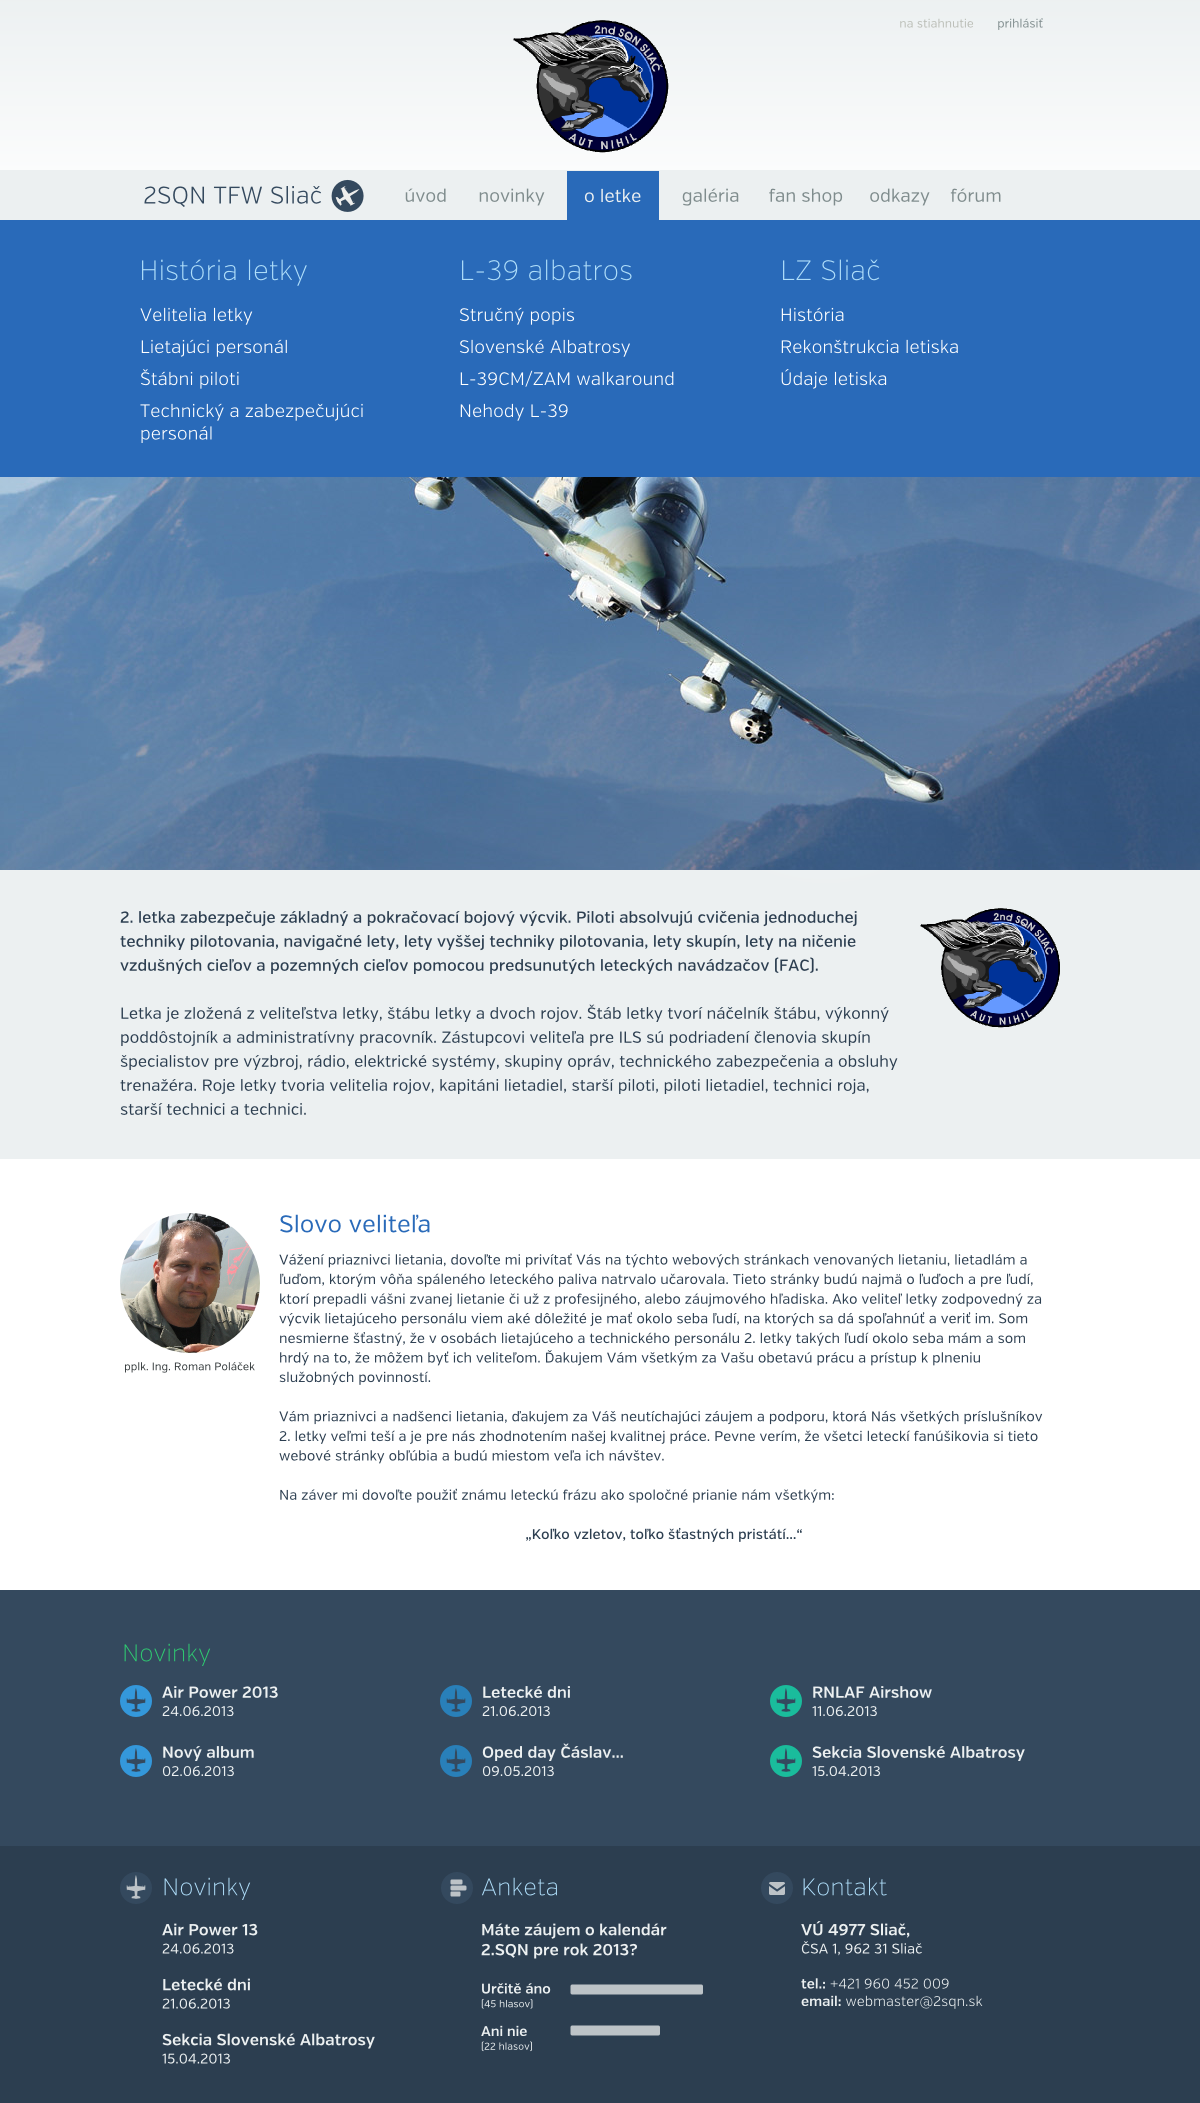 na stiahnutie prihlásiť
2nd SQN SLIAČ
AUT NIHIL
2SQN TFW Sliač úvod novinky o letke galéria fan shop odkazy fórum
História letky
Velitelia letky
Lietajúci personál
Štábni piloti
Technický a zabezpečujúci
personál
L-39 albatros
Stručný popis
Slovenské Albatrosy
L-39CM/ZAM walkaround
Nehody L-39
LZ Sliač
História
Rekonštrukcia letiska
Údaje letiska
2. letka zabezpečuje základný a pokračovací bojový výcvik. Piloti absolvujú cvičenia jednoduchej
techniky pilotovania, navigačné lety, lety vyššej techniky pilotovania, lety skupín, lety na ničenie
vzdušných cieľov a pozemných cieľov pomocou predsunutých leteckých navádzačov (FAC).
2nd SQN SLIAČ
AUT NIHIL
Letka je zložená z veliteľstva letky, štábu letky a dvoch rojov. Štáb letky tvorí náčelník štábu, výkonný
poddôstojník a administratívny pracovník. Zástupcovi veliteľa pre ILS sú podriadení členovia skupín
špecialistov pre výzbroj, rádio, elektrické systémy, skupiny opráv, technického zabezpečenia a obsluhy
trenažéra. Roje letky tvoria velitelia rojov, kapitáni lietadiel, starší piloti, piloti lietadiel, technici roja,
starší technici a technici.
pplk. Ing. Roman Poláček
Slovo veliteľa
Vážení priaznivci lietania, dovoľte mi privítať Vás na týchto webových stránkach venovaných lietaniu, lietadlám a
ľuďom, ktorým vôňa spáleného leteckého paliva natrvalo učarovala. Tieto stránky budú najmä o ľuďoch a pre ľudí,
ktorí prepadli vášni zvanej lietanie či už z profesijného, alebo záujmového hľadiska. Ako veliteľ letky zodpovedný za
výcvik lietajúceho personálu viem aké dôležité je mať okolo seba ľudí, na ktorých sa dá spoľahnúť a veriť im. Som
nesmierne šťastný, že v osobách lietajúceho a technického personálu 2. letky takých ľudí okolo seba mám a som
hrdý na to, že môžem byť ich veliteľom. Ďakujem Vám všetkým za Vašu obetavú prácu a prístup k plneniu
služobných povinností.
Vám priaznivci a nadšenci lietania, ďakujem za Váš neutíchajúci záujem a podporu, ktorá Nás všetkých príslušníkov
2. letky veľmi teší a je pre nás zhodnotením našej kvalitnej práce. Pevne verím, že všetci leteckí fanúšikovia si tieto
webové stránky obľúbia a budú miestom veľa ich návštev.
Na záver mi dovoľte použiť známu leteckú frázu ako spoločné prianie nám všetkým:
„Koľko vzletov, toľko šťastných pristátí...“
Novinky
Air Power 2013
24.06.2013
Letecké dni
21.06.2013
RNLAF Airshow
11.06.2013
Nový album
02.06.2013
Oped day Čáslav...
09.05.2013
Sekcia Slovenské Albatrosy
15.04.2013
Novinky
Air Power 13
24.06.2013
Letecké dni
21.06.2013
Sekcia Slovenské Albatrosy
15.04.2013
Anketa
Máte záujem o kalendár
2.SQN pre rok 2013?
Určitě áno
(45 hlasov)
Ani nie
(22 hlasov)
Kontakt
VÚ 4977 Sliač,
ČSA 1, 962 31 Sliač
tel.: +421 960 452 009
email: webmaster@2sqn.sk